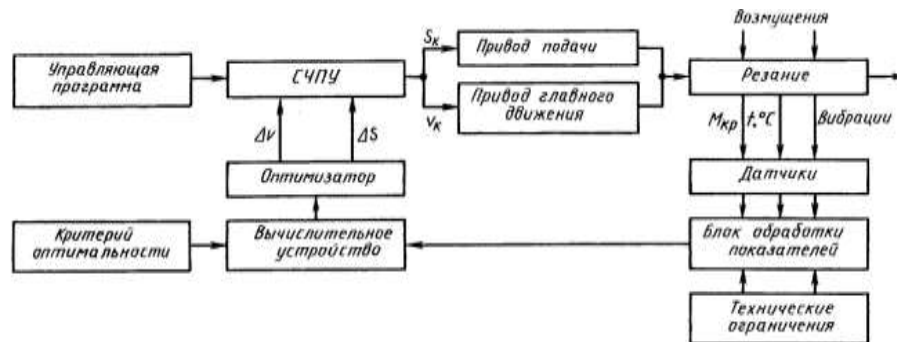 Возмущения
Управляющая
программа
СЧПУ
Sк
Привод подачи
Резание
Vк
Привод главного
движения
Mкр
t,°C
Вибрации
ΔV
ΔS
Оптимизатор
Датчики
Критерий
оптимальности
Вычислительное
устройство
Блок обработки
показателей
Технические
ограничения